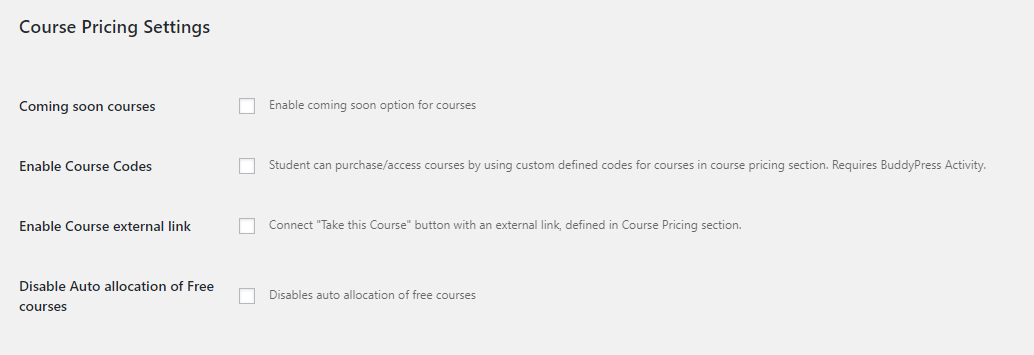 Course Pricing Settings
Coming soon courses
Enable coming soon option for courses
Enable Course Codes
Student can purchase/access courses by using custom defined codes for courses in course pricing section. Requires BuddyPress Activity.
Enable Course external link
Connect "Take this Course" button with an external link, defined in Course Pricing section.
Disable Auto allocation of Free
courses
Disables auto allocation of free courses